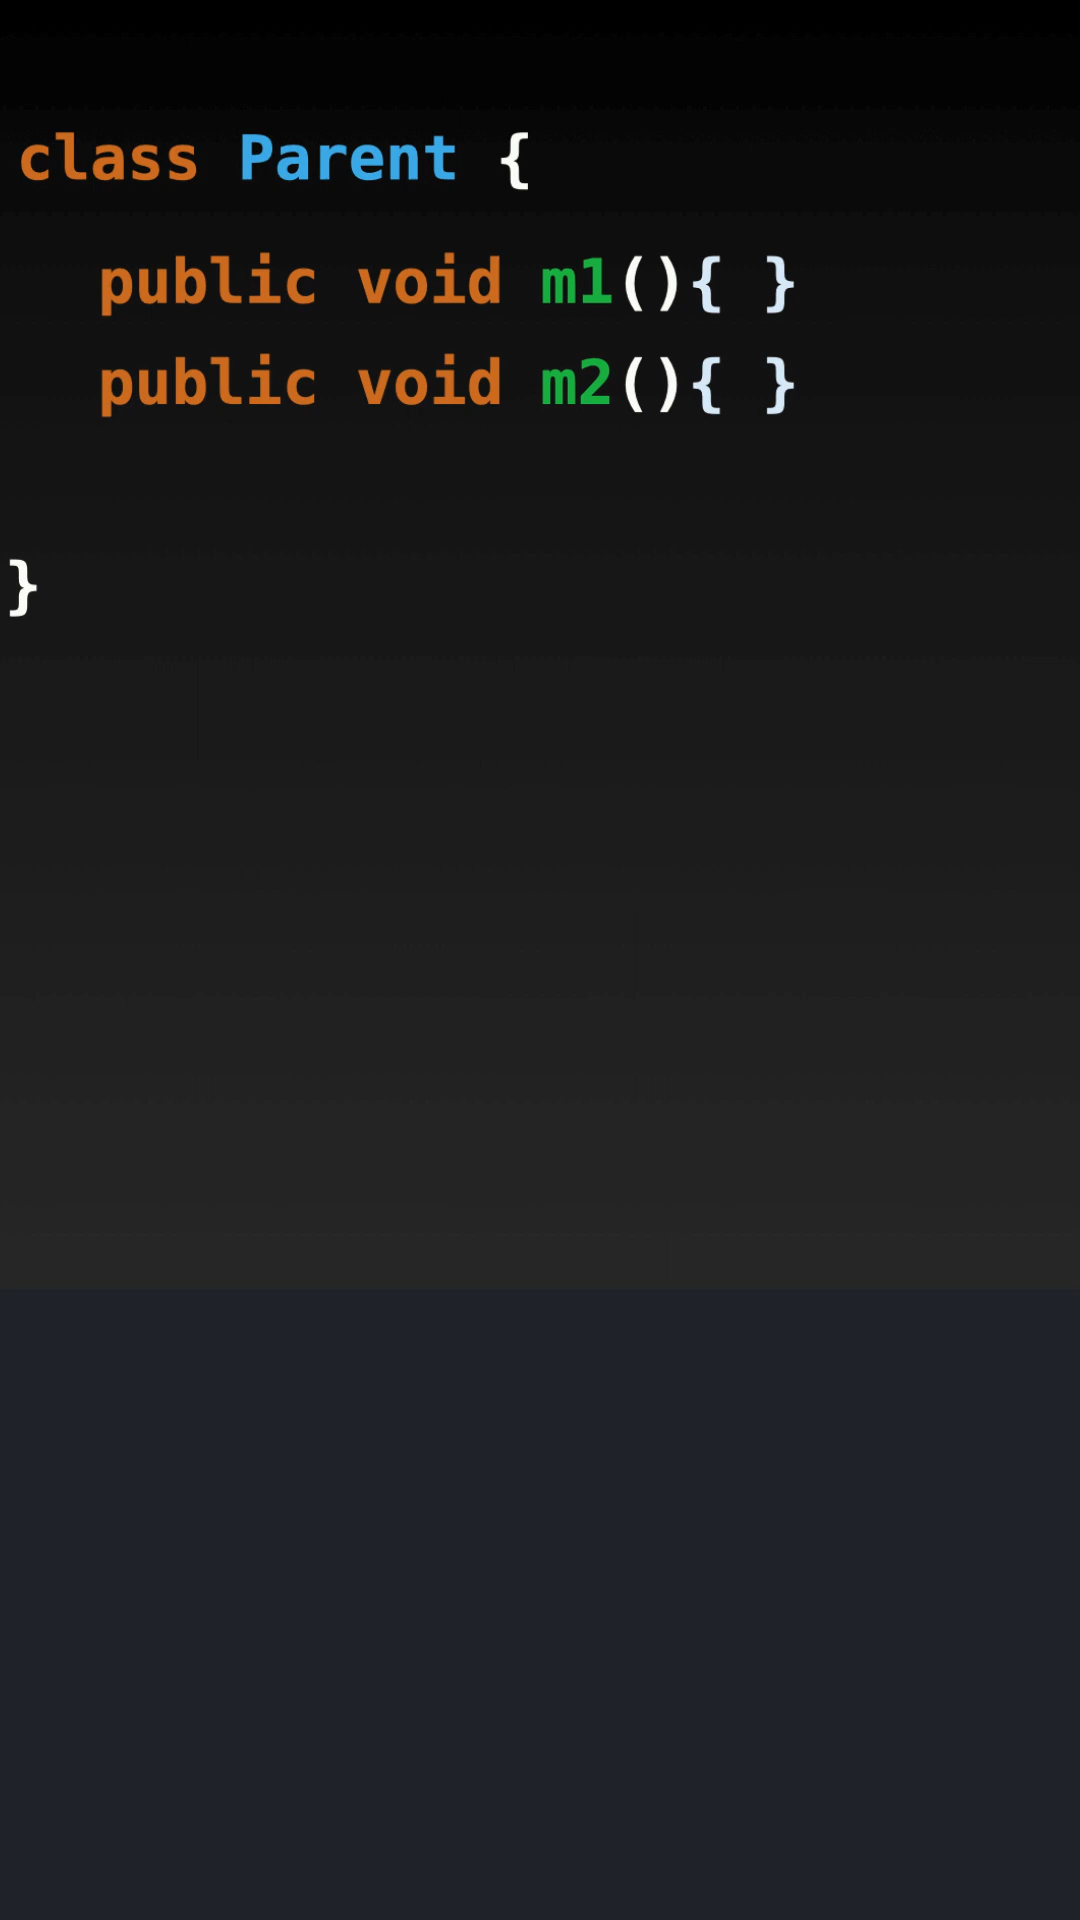 class Parent {
public void m1(){ }
public void m2(){ }
}